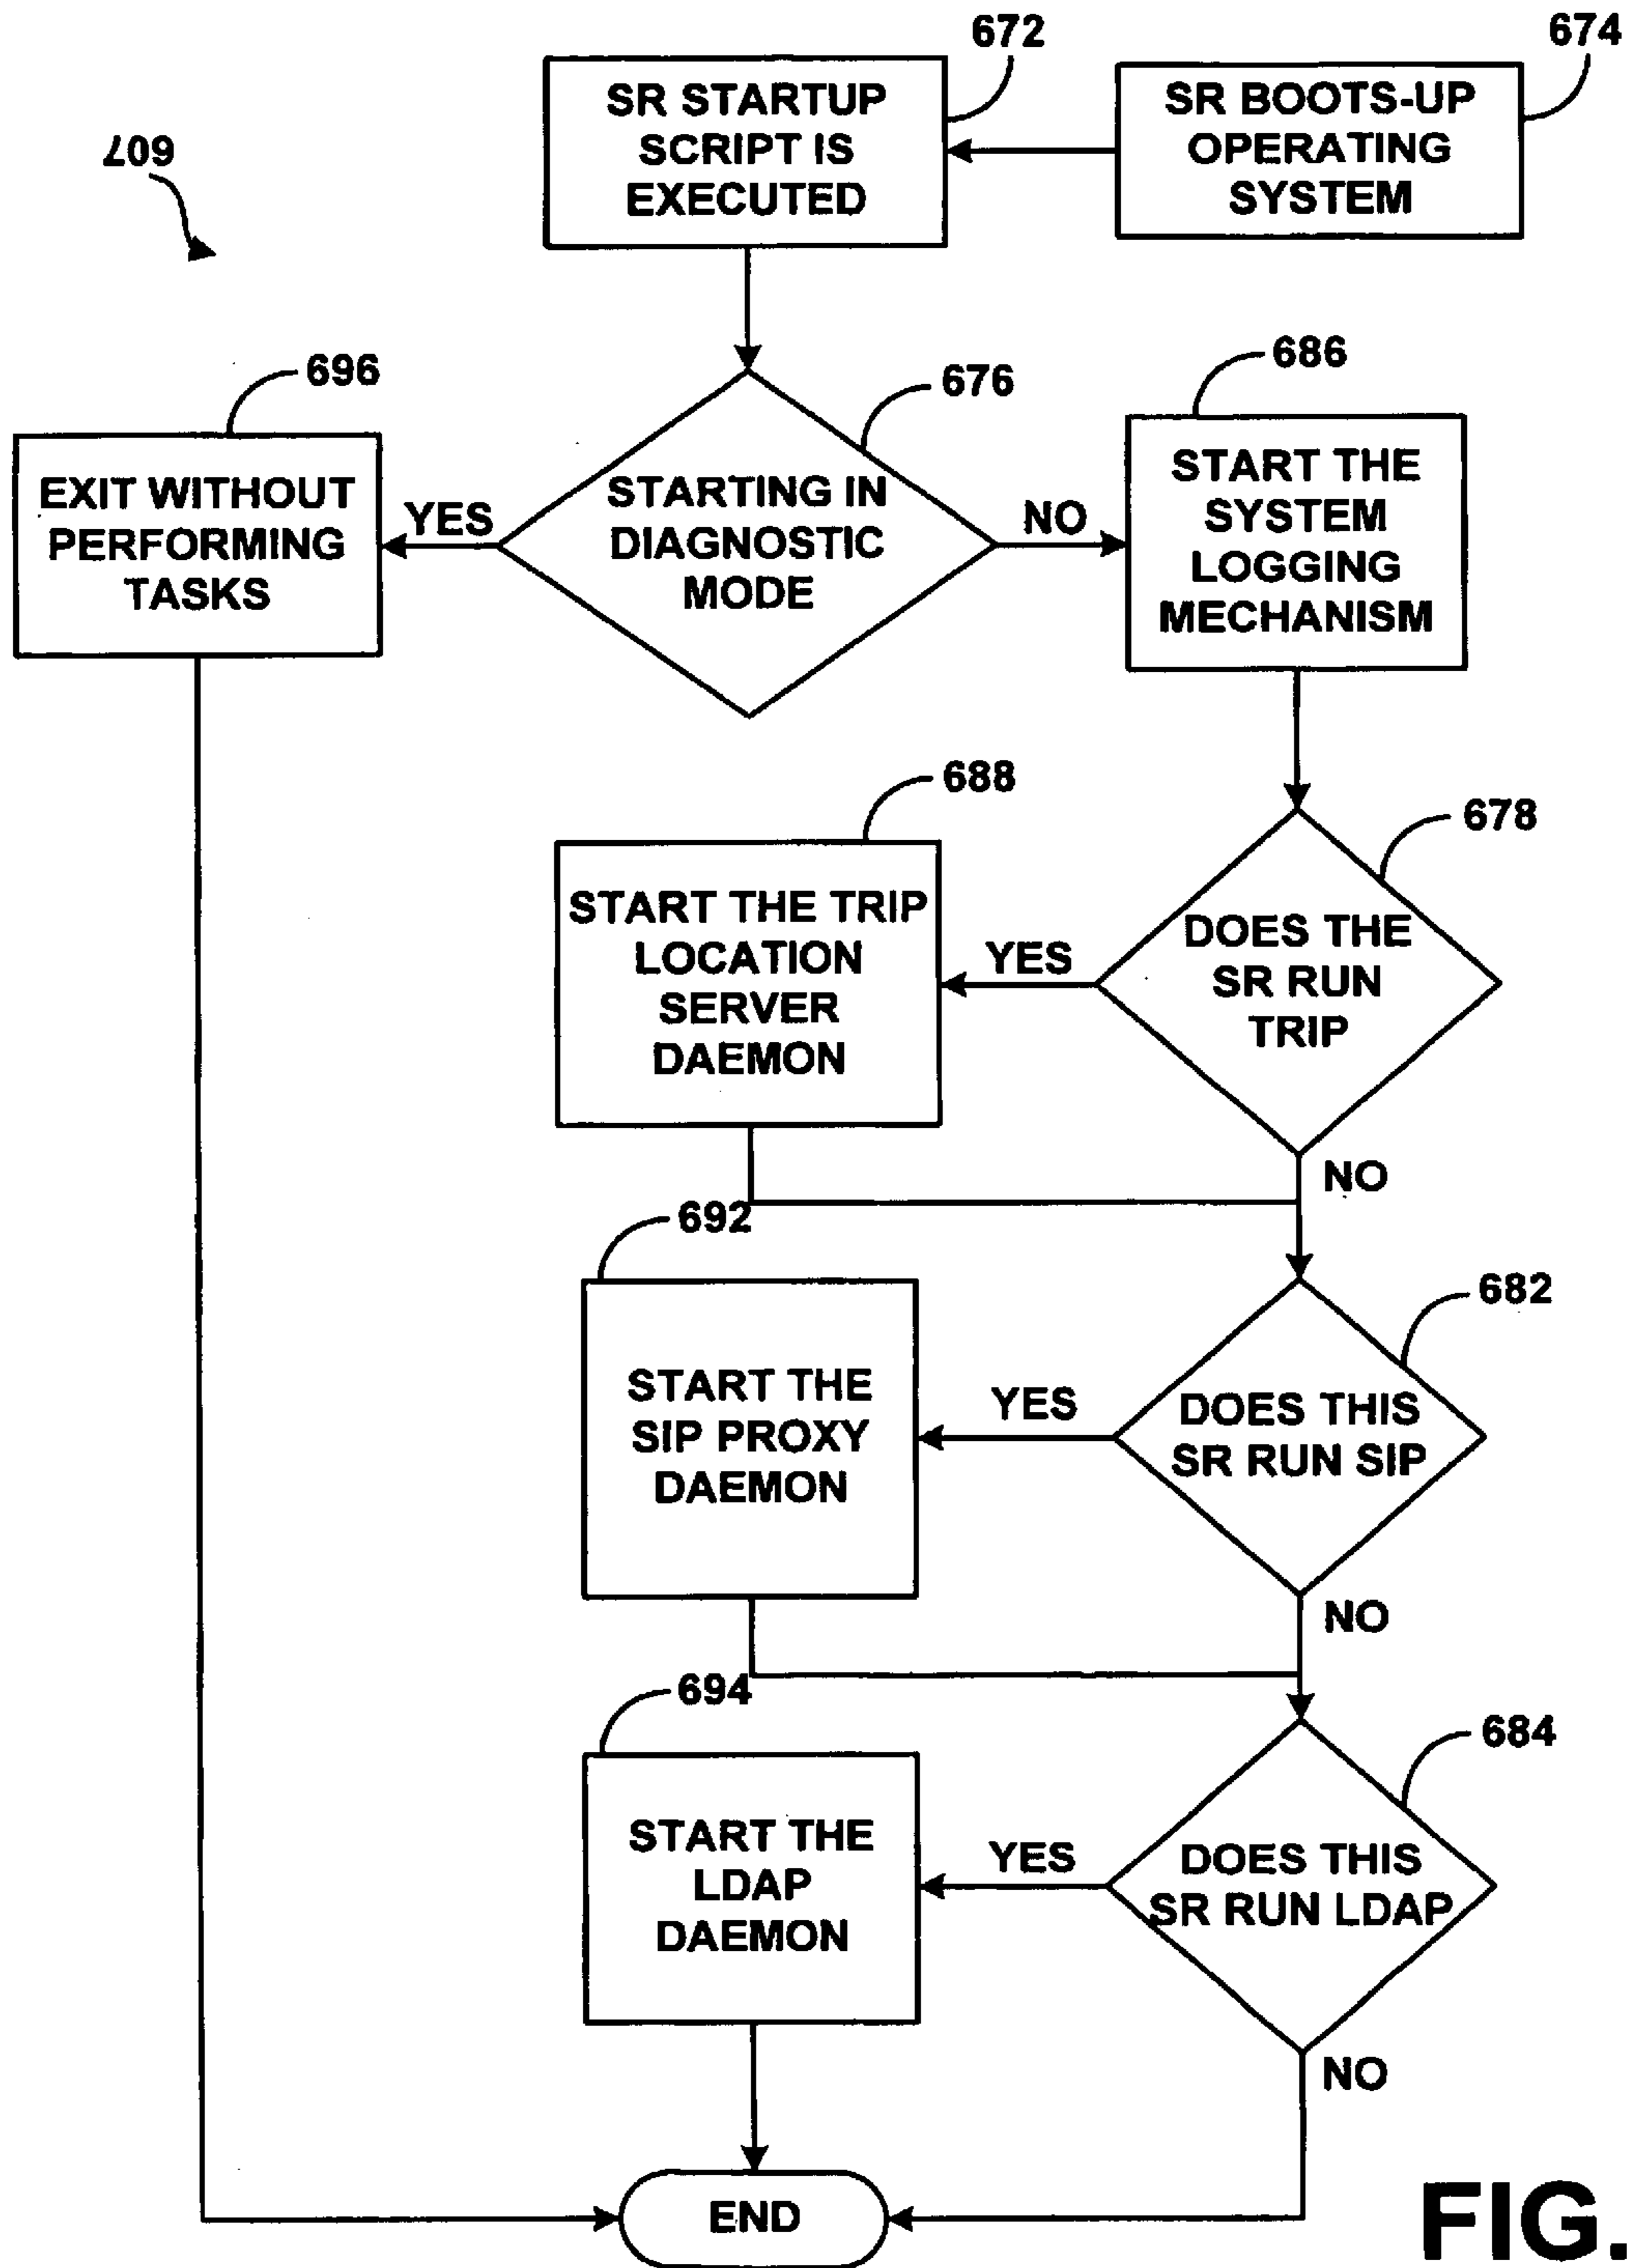 672
674
SR STARTUP
SCRIPT IS
EXECUTED
SR BOOTS-UP
OPERATING
SYSTEM
607
696
676
686
EXIT WITHOUT
PERFORMING
TASKS
YES
STARTING IN
DIAGNOSTIC
MODE
NO
START THE
SYSTEM
LOGGING
MECHANISM
688
678
START THE TRIP
LOCATION
SERVER
DAEMON
YES
DOES THE
SR RUN
TRIP
NO
692
682
START THE
SIP PROXY
DAEMON
YES
DOES THIS
SR RUN SIP
NO
694
684
START THE
LDAP
DAEMON
YES
DOES THIS
SR RUN LDAP
NO
END
FIG.